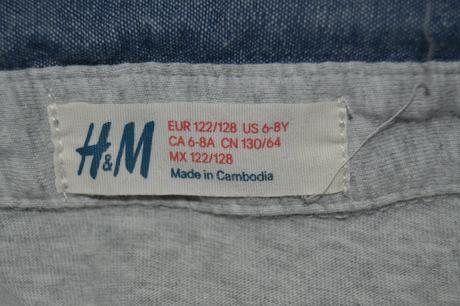 H&M
EUR 122/128 US 6-8Y
CA 6-8A CN 130/64
MX 122/128
Made in Cambodia